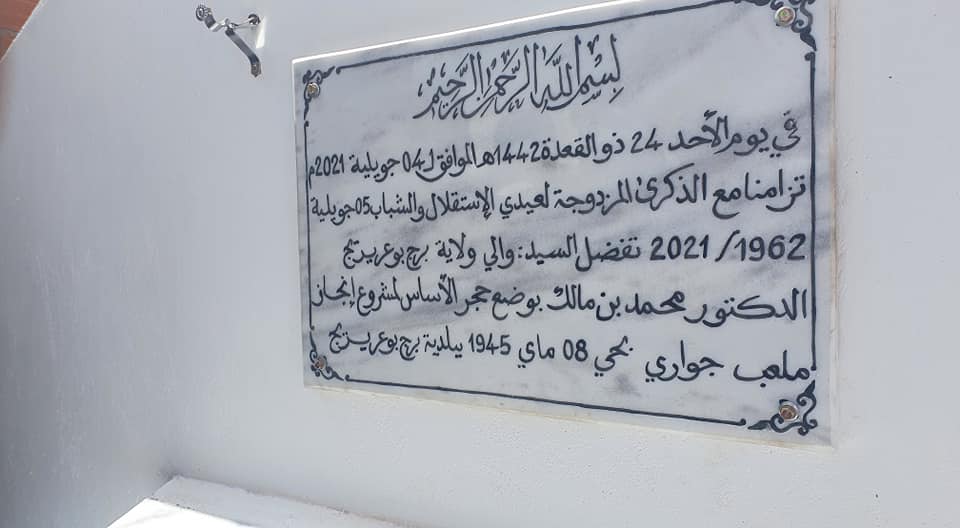 بسم الله الرحمن الرحيم
في يوم الأحد 24 ذو القعدة 1442هـ الموافق لـ 04 جويلية 2021م
تزامنا مع الذكرى المزدوجة لعيدي الإستقلال والشباب 05 جويلية
1962/2021 تفضل السيد: والي ولاية برج بوعريريج
الدكتور محمد بن مالك بوضع حجر الأساس لمشروع إنجاز
ملعب جواري بحي 08 ماي 1945 ببلدية برج بوعريريج